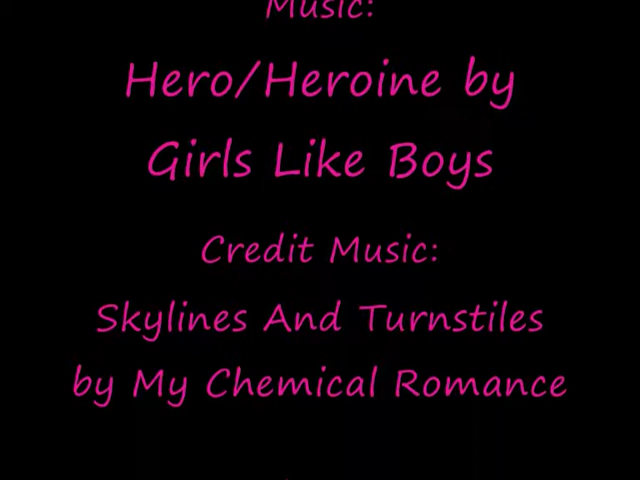 Music:
Hero/Heroine by
Girls Like Boys
Credit Music:
Skylines And Turnstiles
by My Chemical Romance